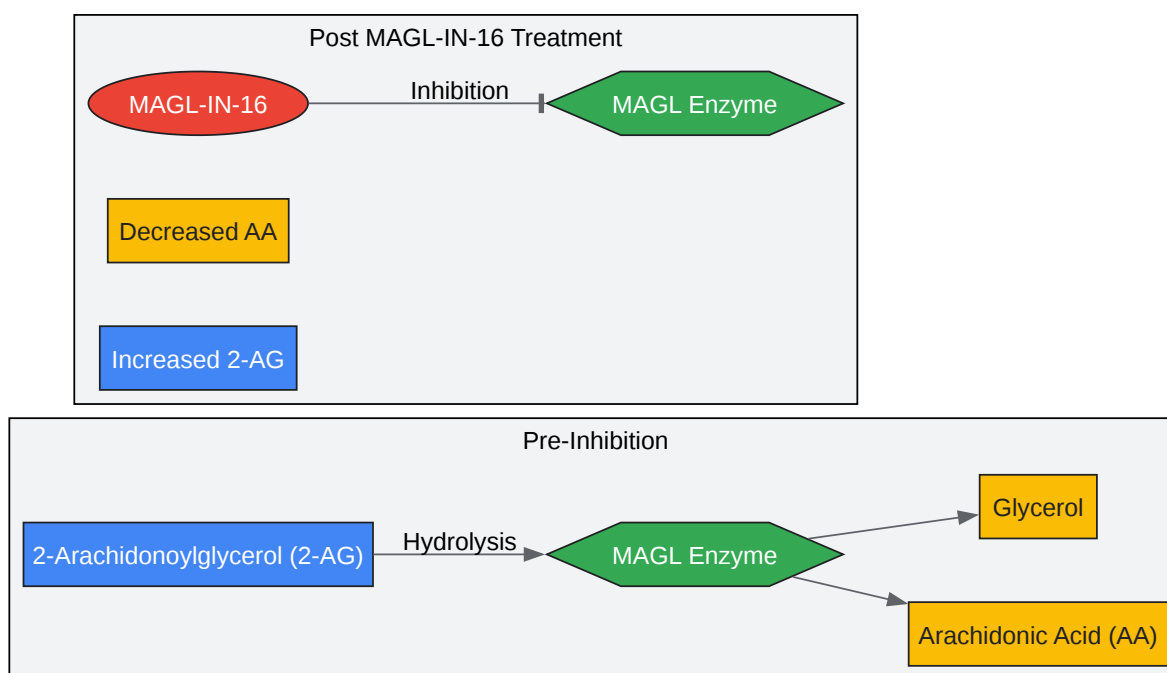 Post MAGL-IN-16 Treatment
MAGL-IN-16
Inhibition
MAGL Enzyme
Decreased AA
Increased 2-AG
Pre-Inhibition
2-Arachidonoylglycerol (2-AG)
Hydrolysis
MAGL Enzyme
Glycerol
Arachidonic Acid (AA)